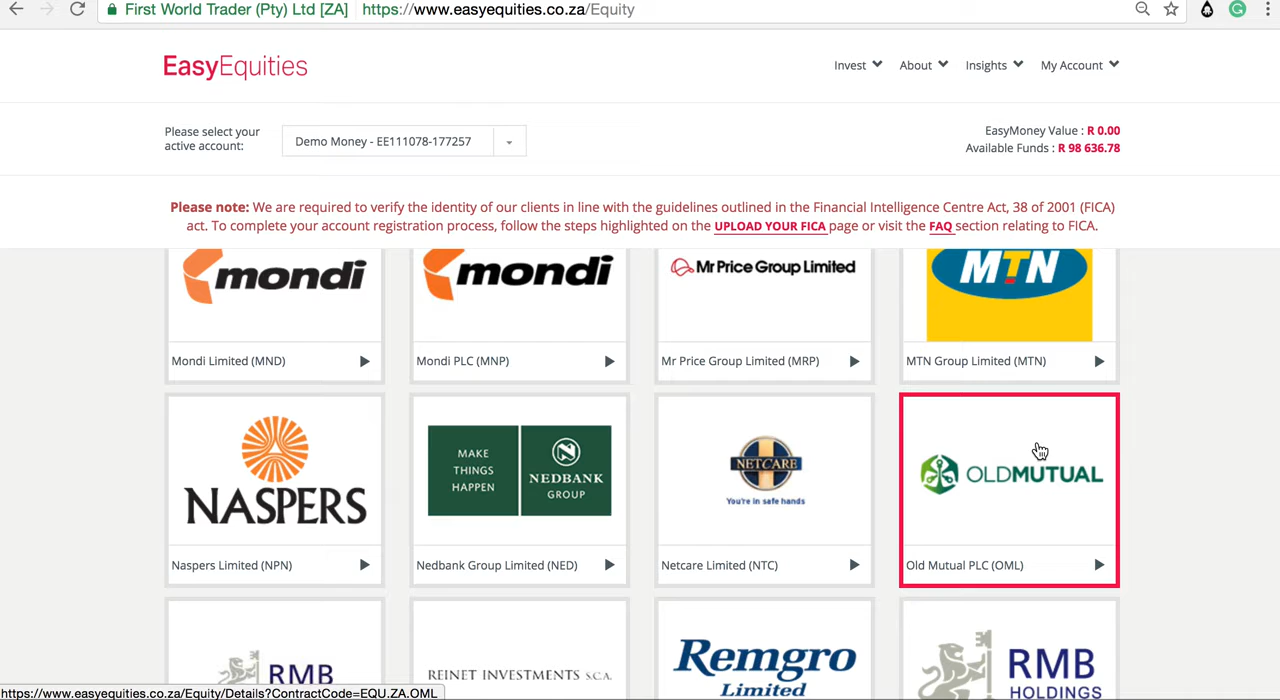 First World Trader (Pty) Ltd [ZA] https://www.easyequities.co.za/Equity
EasyEquities
Invest About Insights My Account
Please select your
active account:
Demo Money - EE111078-177257
EasyMoney Value : R 0.00
Available Funds : R 98 636.78
Please note: We are required to verify the identity of our clients in line with the guidelines outlined in the Financial Intelligence Centre Act, 38 of 2001 (FICA)
act. To complete your account registration process, follow the steps highlighted on the UPLOAD YOUR FICA page or visit the FAQ section relating to FICA.
mondi
mondi
Mr Price Group Limited
MTN
Mondi Limited (MND)
Mondi PLC (MNP)
Mr Price Group Limited (MRP)
MTN Group Limited (MTN)
NASPERS
MAKE
THINGS
HAPPEN
NEDBANK
GROUP
NETCARE
You're in safe hands
OLDMUTUAL
Naspers Limited (NPN)
Nedbank Group Limited (NED)
Netcare Limited (NTC)
Old Mutual PLC (OML)
RMB
REINET INVESTMENTS S.C.A.
Remgro
Limited
RMB
HOLDINGS
https://www.easyequities.co.za/Equity/Details?ContractCode=EQU.ZA.OML